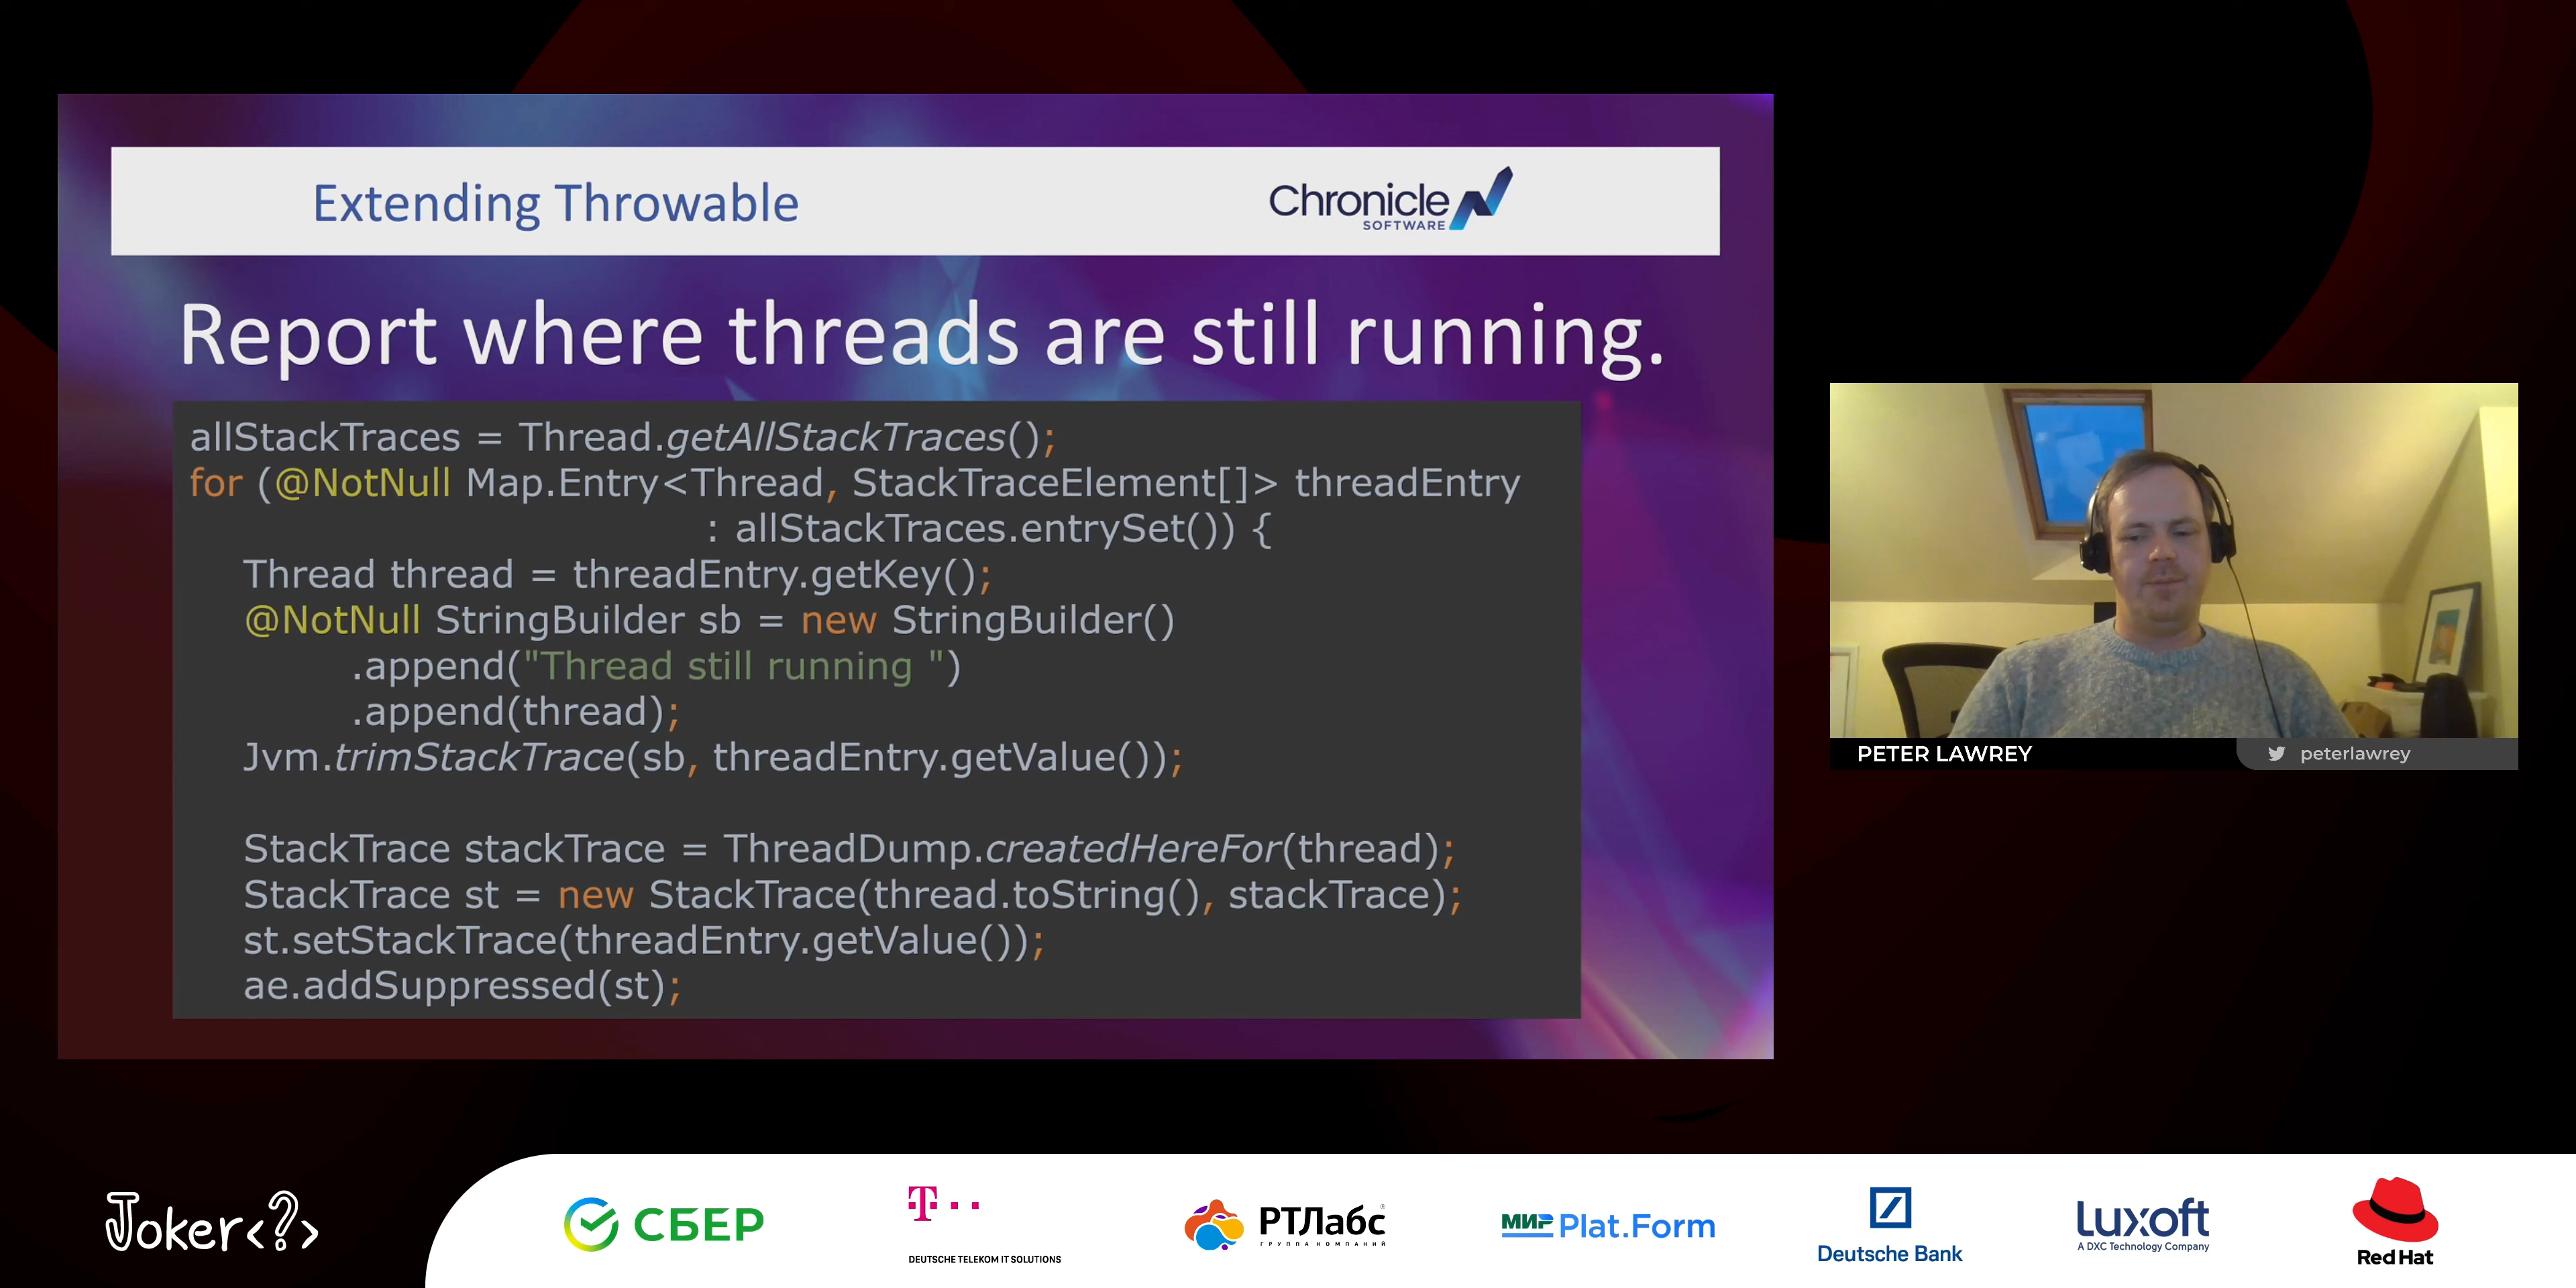 Extending Throwable
Chronicle
SOFTWARE
Report where threads are still running.
allStackTraces = Thread.getAllStackTraces();
for (@NotNull Map.Entry<Thread, StackTraceElement[]> threadEntry
: allStackTraces.entrySet()) {
Thread thread = threadEntry.getKey();
@NotNull StringBuilder sb = new StringBuilder()
.append("Thread still running ")
.append(thread);
Jvm.trimStackTrace(sb, threadEntry.getValue());
StackTrace stackTrace = ThreadDump.createdHereFor(thread);
StackTrace st = new StackTrace(thread.toString(), stackTrace);
st.setStackTrace(threadEntry.getValue());
ae.addSuppressed(st);
PETER LAWREY
peterlawrey
Joker<?>
СБЕР
T
DEUTSCHE TELEKOM IT SOLUTIONS
РТЛабс
ГРУППА КОМПАНИЙ
МИР Plat.Form
Deutsche Bank
Luxoft
A DXC Technology Company
Red Hat